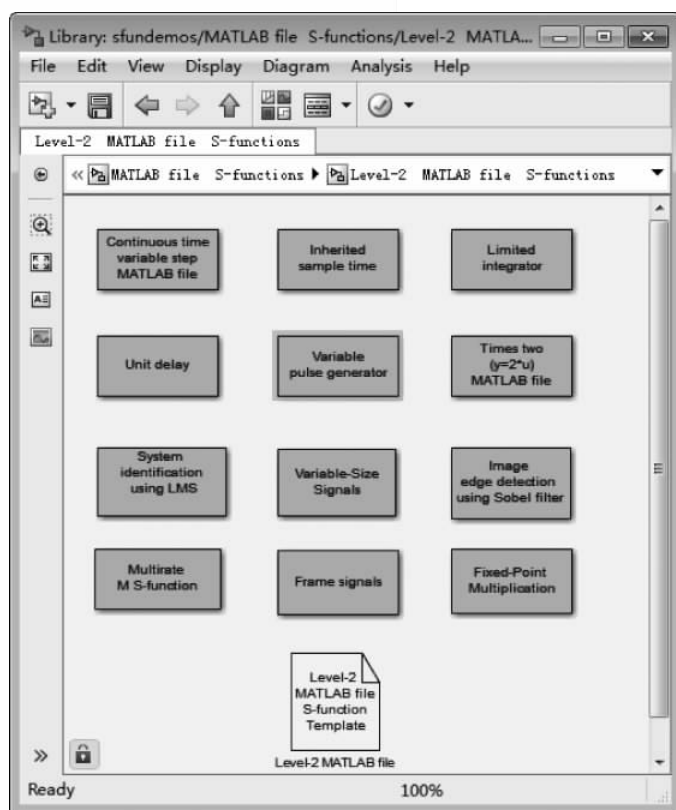 Library: sfundemos/MATLAB file S-functions/Level-2 MATLA...
File Edit View Display Diagram Analysis Help
Level-2 MATLAB file S-functions
« MATLAB file S-functions Level-2 MATLAB file S-functions
Continuous time
variable step
MATLAB file
Inherited
sample time
Limited
integrator
Unit delay
Variable
pulse generator
Times two
(y=2*u)
MATLAB file
System
identification
using LMS
Variable-Size
Signals
Image
edge detection
using Sobel filter
Multirate
M S-function
Frame signals
Fixed-Point
Multiplication
Level-2
MATLAB file
S-function
Template
Level-2 MATLAB file
Ready 100%